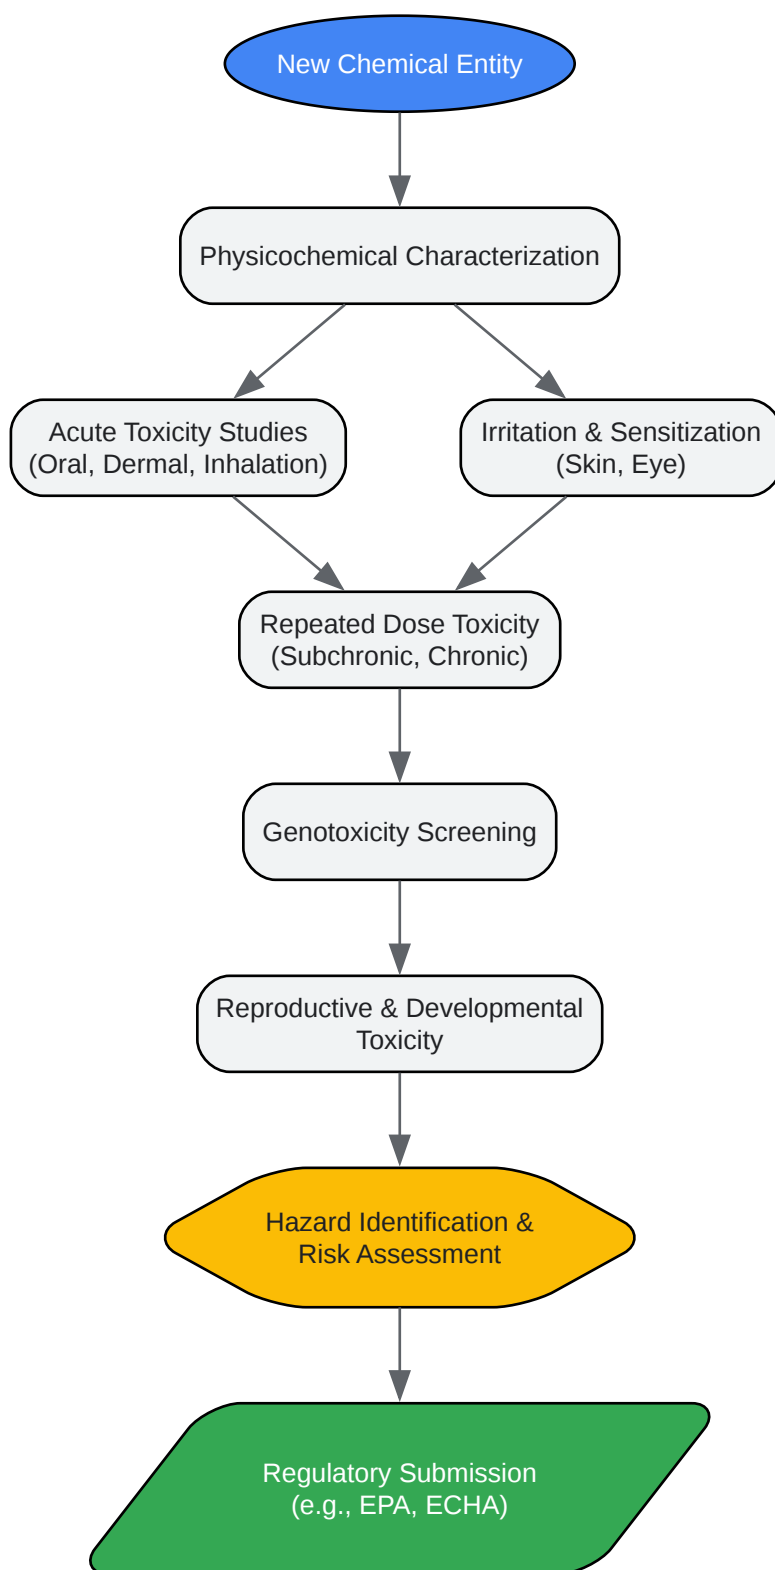 New Chemical Entity
Physicochemical Characterization
Acute Toxicity Studies
(Oral, Dermal, Inhalation)
Irritation & Sensitization
(Skin, Eye)
Repeated Dose Toxicity
(Subchronic, Chronic)
Genotoxicity Screening
Reproductive & Developmental
Toxicity
Hazard Identification &
Risk Assessment
Regulatory Submission
(e.g., EPA, ECHA)